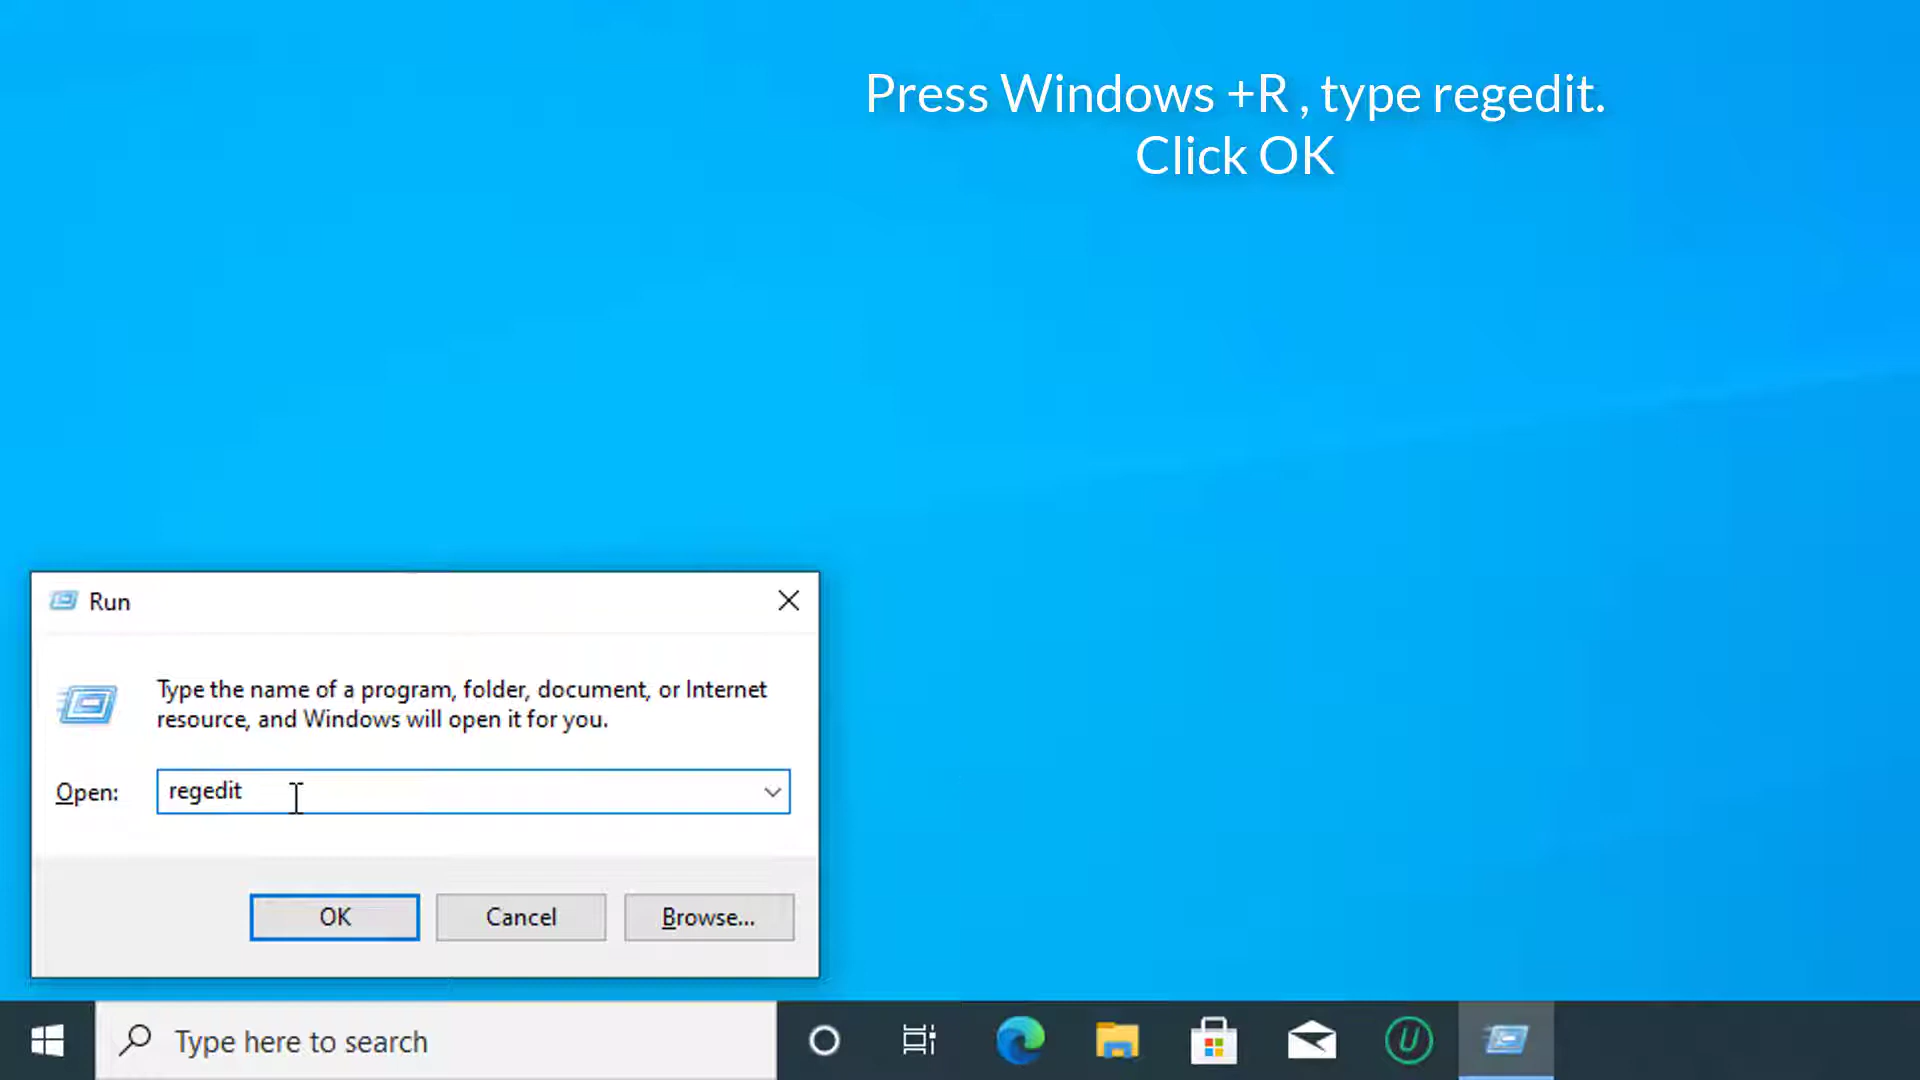 Press Windows +R , type regedit.
Click OK
Run
Type the name of a program, folder, document, or Internet
resource, and Windows will open it for you.
Open:
regedit
OK
Cancel
Browse...
Type here to search
U